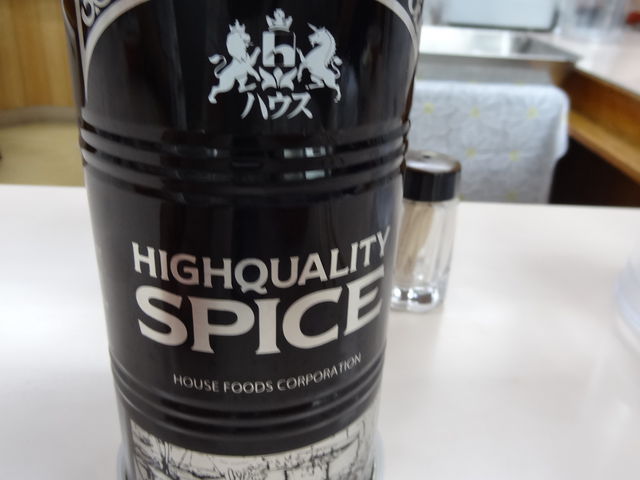 h
ハウス
HIGHQUALITY
SPICE
HOUSE FOODS CORPORATION